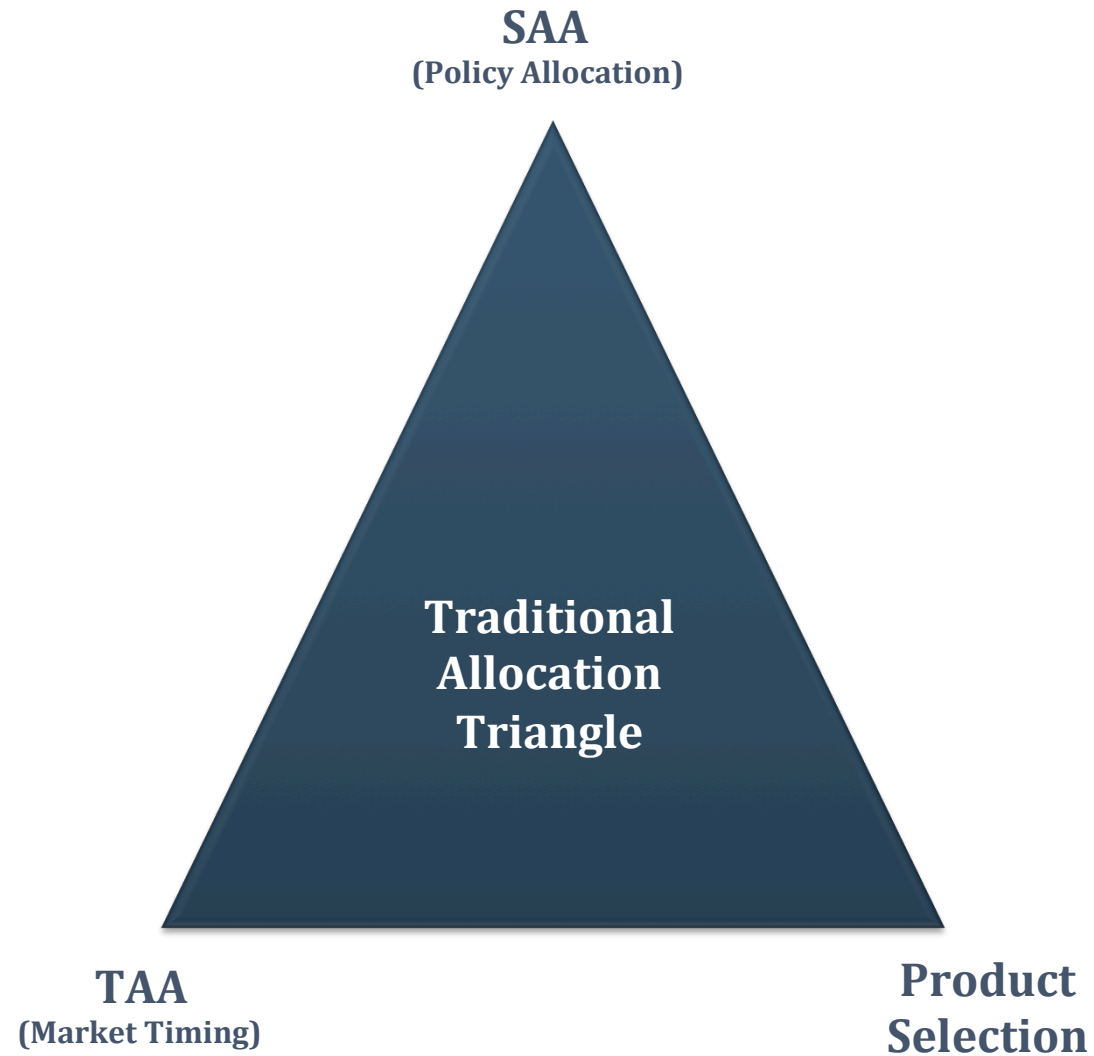 SAA
(Policy Allocation)
Traditional
Allocation
Triangle
TAA
(Market Timing)
Product
Selection